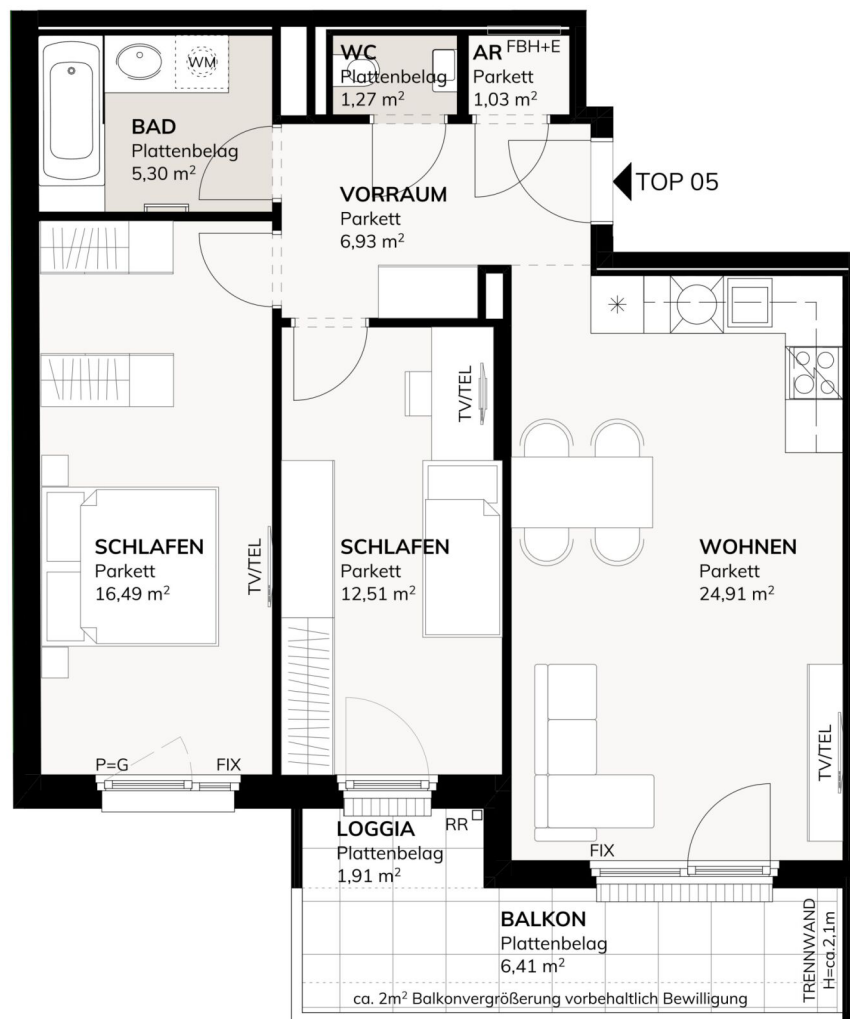 WC
Plattenbelag
1,27 m²
AR
FBH+E
Parkett
1,03 m²
WM
BAD
Plattenbelag
5,30 m²
TOP 05
VORRAUM
Parkett
6,93 m²
TV/TEL
SCHLAFEN
Parkett
16,49 m²
TV/TEL
SCHLAFEN
Parkett
12,51 m²
WOHNEN
Parkett
24,91 m²
TV/TEL
P=G
FIX
LOGGIA
RR
Plattenbelag
1,91 m²
FIX
BALKON
Plattenbelag
6,41 m²
TRENNWAND
H=ca.2,1m
ca. 2m² Balkonvergrößerung vorbehaltlich Bewilligung